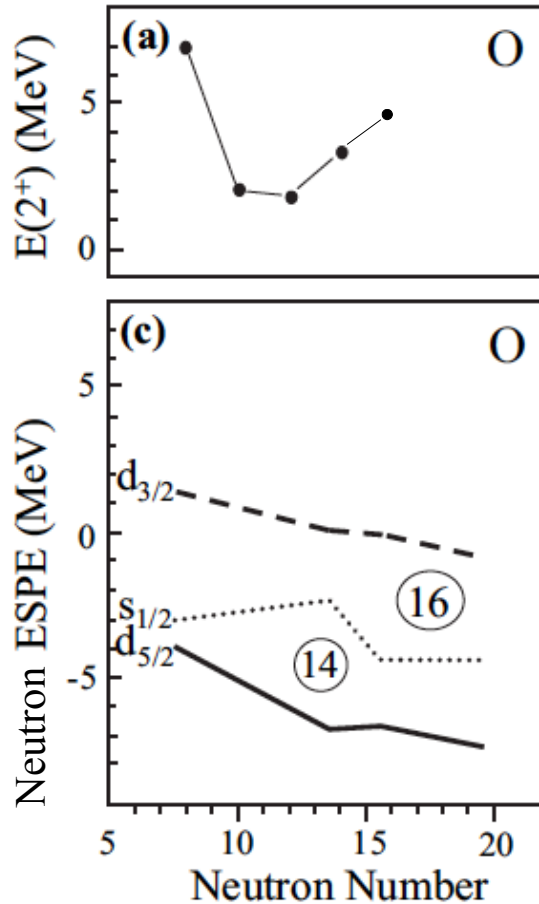 (a)
O
E(2⁺) (MeV)
5
0
(c)
O
Neutron ESPE (MeV)
5
0
-5
d₃/₂
s₁/₂
d₅/₂
16
14
5
10
15
20
Neutron Number